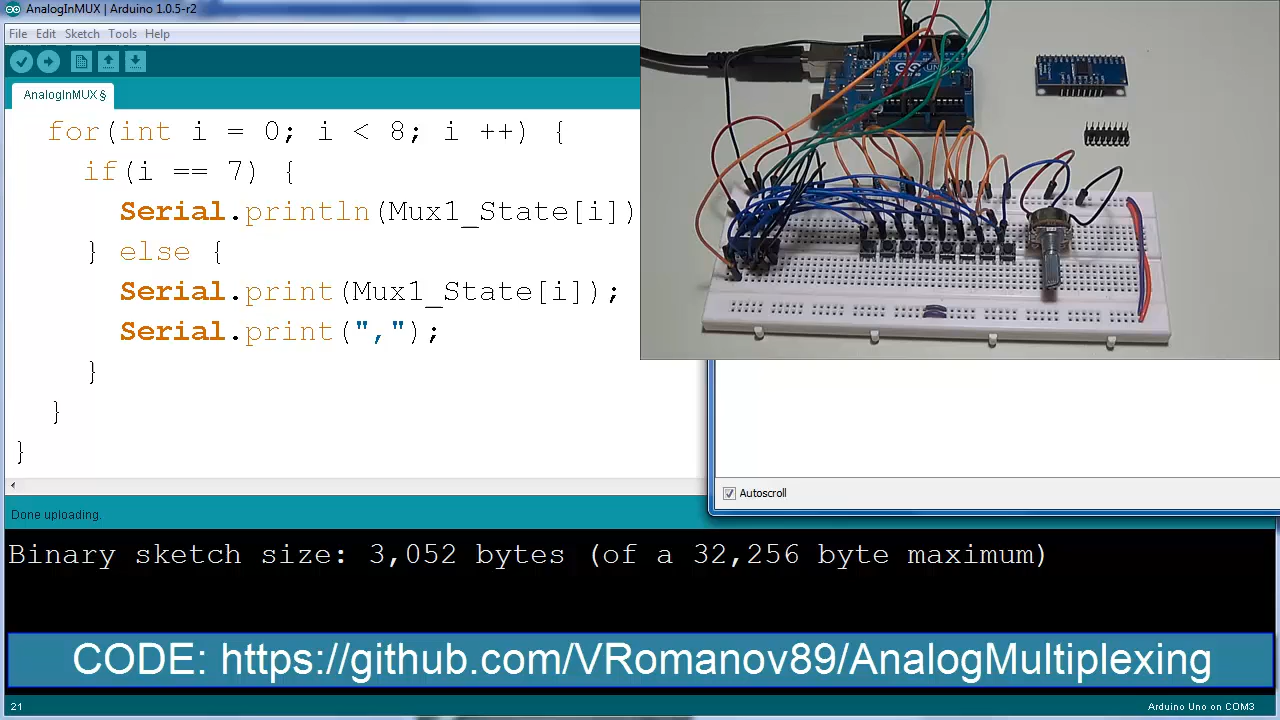 AnalogInMUX | Arduino 1.0.5-r2
File Edit Sketch Tools Help
AnalogInMUX §
for(int i = 0; i < 8; i ++) {
if(i == 7) {
Serial.println(Mux1_State[i])
} else {
Serial.print(Mux1_State[i]);
Serial.print(",");
}
}
}
UNO
Autoscroll
Done uploading.
Binary sketch size: 3,052 bytes (of a 32,256 byte maximum)
CODE: https://github.com/VRomanov89/AnalogMultiplexing
21
Arduino Uno on COM3